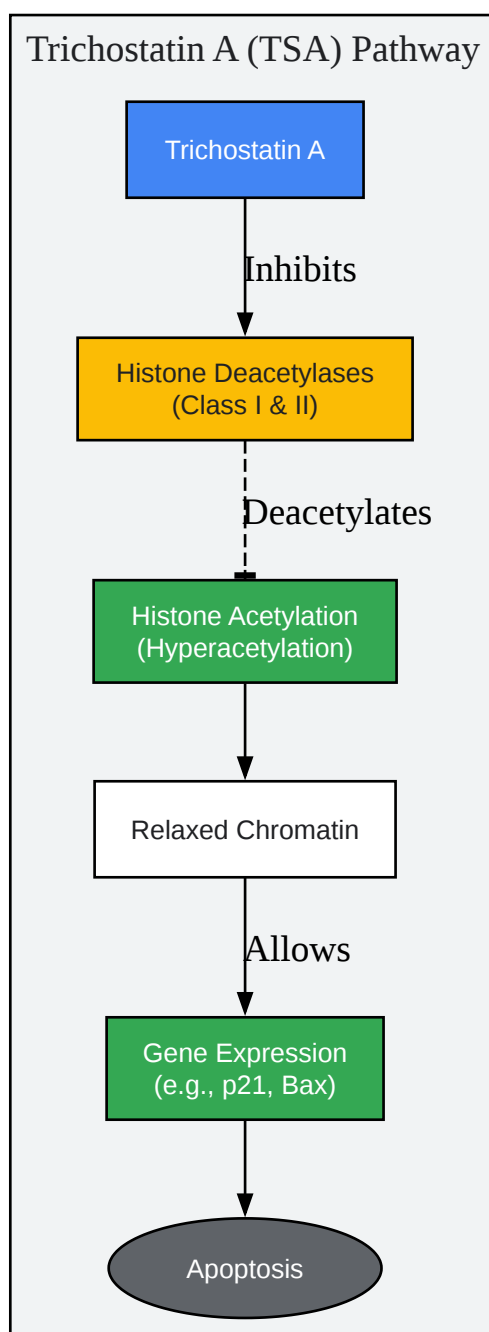 Trichostatin A (TSA) Pathway
Trichostatin A
Inhibits
Histone Deacetylases
(Class I & II)
Deacetylates
Histone Acetylation
(Hyperacetylation)
Relaxed Chromatin
Allows
Gene Expression
(e.g., p21, Bax)
Apoptosis